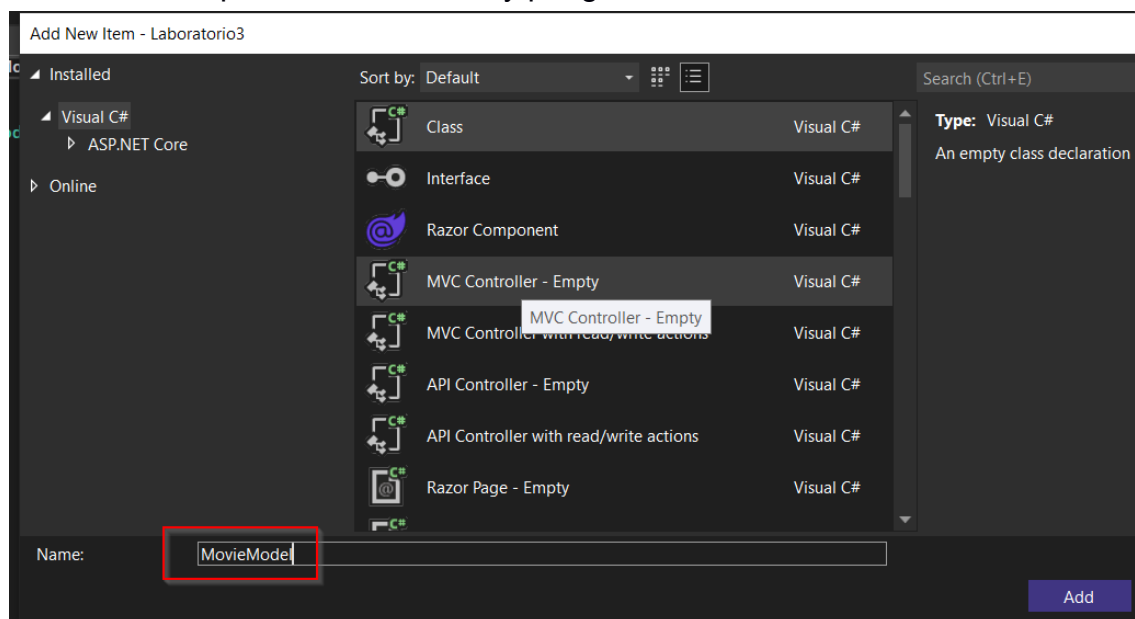 Add New Item - Laboratorio3
Installed
Sort by: Default
Search (Ctrl+E)
Visual C#
ASP.NET Core
Online
Class Visual C#
Interface Visual C#
Razor Component Visual C#
MVC Controller - Empty Visual C#
MVC Controller - Empty
MVC Controller with read/write actions Visual C#
API Controller - Empty Visual C#
API Controller with read/write actions Visual C#
Razor Page - Empty Visual C#
Type: Visual C#
An empty class declaration
Name: MovieModel
Add